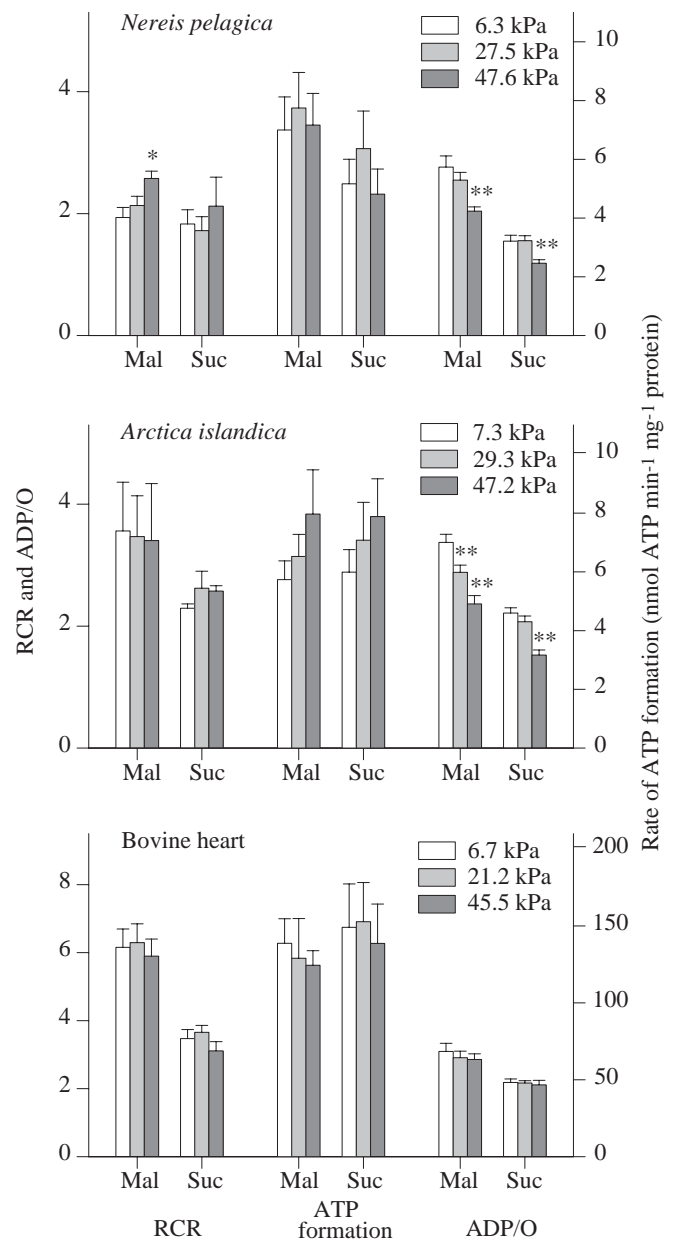 Nereis pelagica
6.3 kPa
27.5 kPa
47.6 kPa
10
8
6
4
2
0
4
2
0
*
**
**
Mal Suc Mal Suc Mal Suc
Arctica islandica
7.3 kPa
29.3 kPa
47.2 kPa
10
8
6
4
2
0
4
2
0
**
**
**
Mal Suc Mal Suc Mal Suc
RCR and ADP/O
Rate of ATP formation (nmol ATP min-1 mg-1 prrotein)
Bovine heart
6.7 kPa
21.2 kPa
45.5 kPa
200
150
100
50
0
8
6
4
2
0
Mal Suc Mal Suc Mal Suc
RCR
ATP
formation
ADP/O